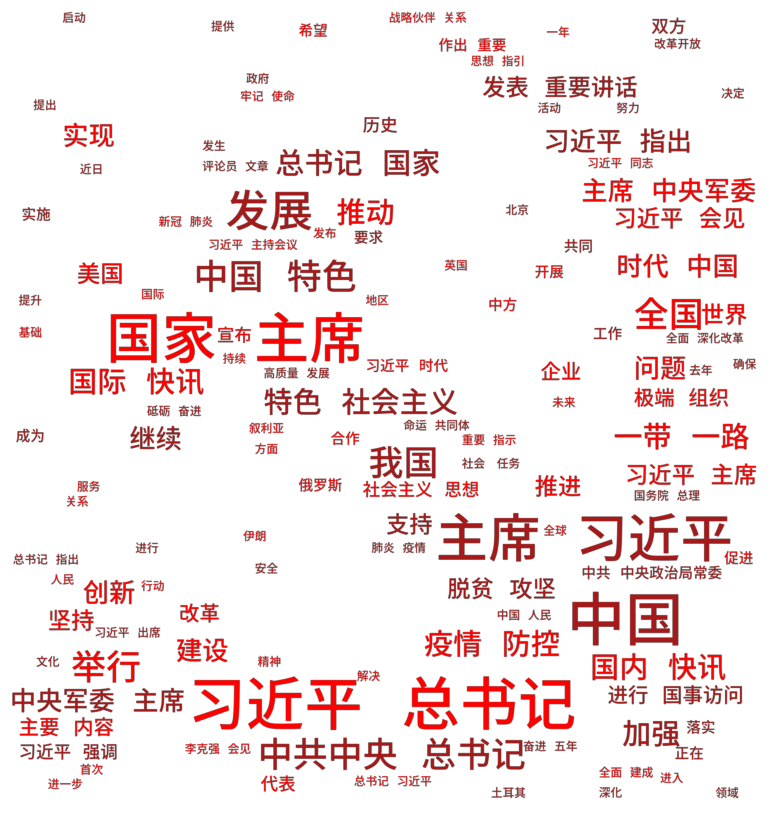 启动
战略伙伴 关系
提供
希望
双方
一年
作出 重要
改革开放
思想 指引
政府
发表 重要讲话
牢记 使命
决定
提出
活动
努力
历史
实现
习近平 指出
发生
总书记 国家
评论员 文章
习近平 同志
近日
主席 中央军委
发展
推动
北京
实施
新冠 肺炎
习近平 会见
发布
要求
习近平 主持会议
共同
美国
中国 特色
英国
开展
时代 中国
国际
提升
地区
中方
全国
世界
基础
国家 主席
宣布
工作
全面 深化改革
持续
习近平 时代
高质量 发展
企业
问题
去年
确保
国际 快讯
特色 社会主义
未来
极端 组织
砥砺 奋进
命运 共同体
叙利亚
成为
继续
合作
重要 指示
一带 一路
方面
我国
社会 任务
习近平 主席
服务
俄罗斯
社会主义 思想
推进
国务院 总理
关系
支持
主席 习近平
全球
伊朗
肺炎 疫情
进行
促进
总书记 指出
安全
中共 中央政治局常委
人民
创新
行动
脱贫 攻坚
改革
中国 人民
中国
坚持
习近平 出席
建设
疫情 防控
文化
举行
精神
国内 快讯
解决
中央军委 主席
习近平 总书记
进行 国事访问
主要 内容
加强
落实
习近平 强调
李克强 会见
中共中央 总书记
奋进 五年
正在
首次
进一步
代表
总书记 习近平
全面 建成
进入
土耳其
深化
领域